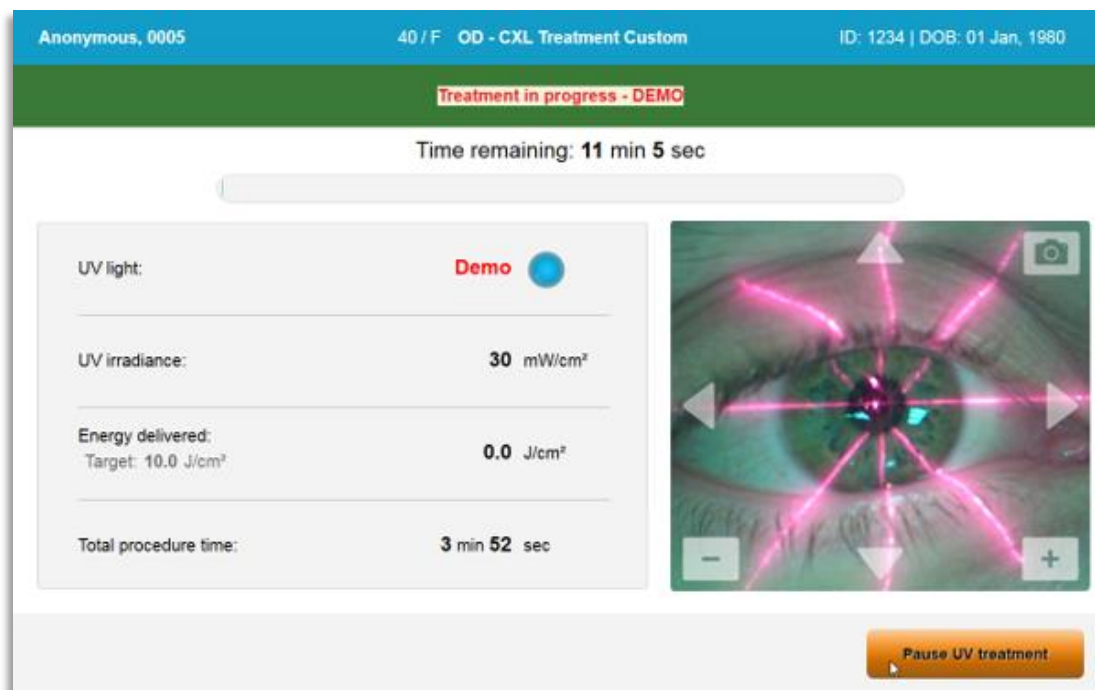 Anonymous, 0005 40 / F OD - CXL Treatment Custom ID: 1234 | DOB: 01 Jan, 1980
Treatment in progress - DEMO
Time remaining: 11 min 5 sec
UV light: Demo
UV irradiance: 30 mW/cm²
Energy delivered: 0.0 J/cm²
Target: 10.0 J/cm²
Total procedure time: 3 min 52 sec
Pause UV treatment